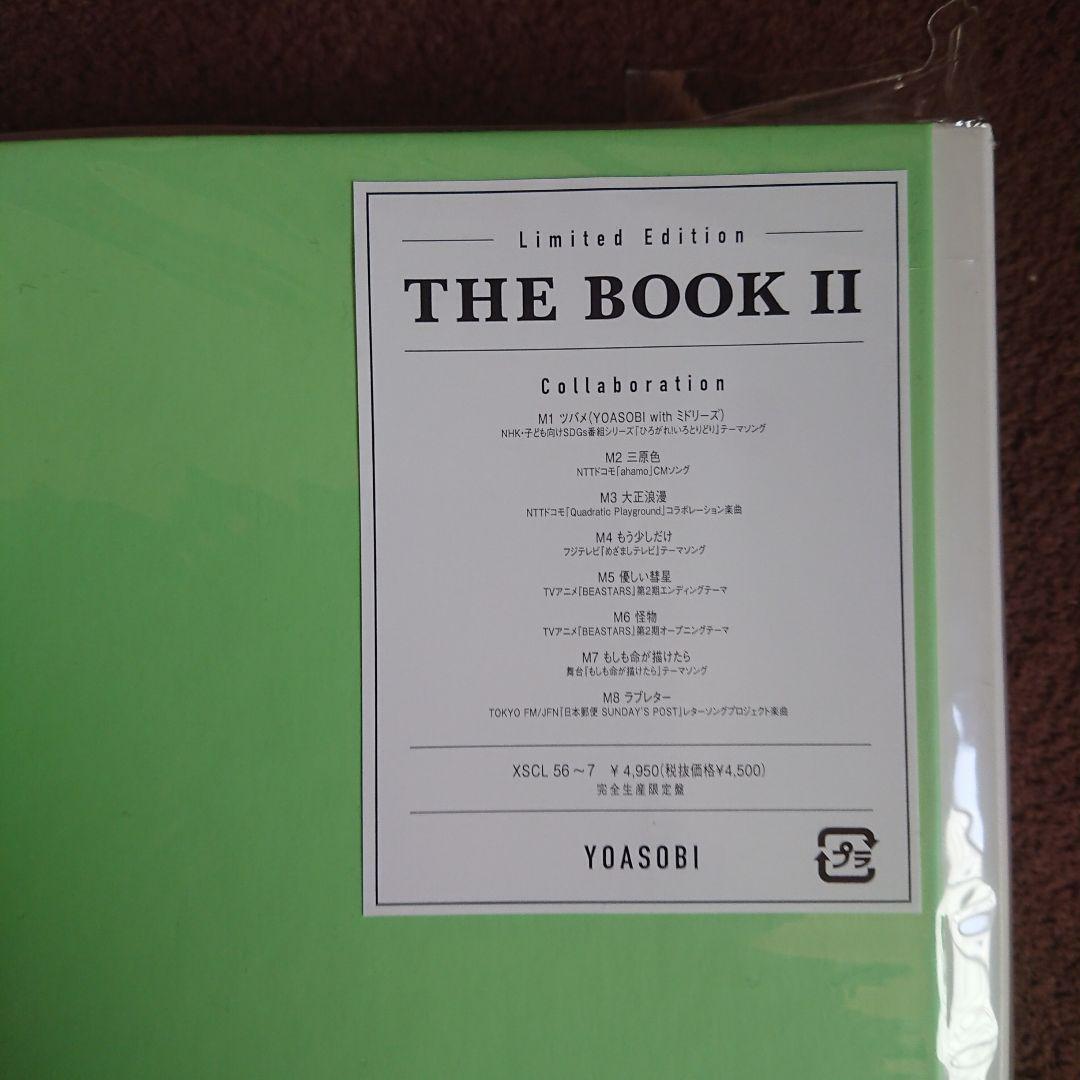 Limited Edition
THE BOOK II
Collaboration
M1 ツバメ(YOASOBI with ミドリーズ)
NHK・子ども向けSDGs番組シリーズ『ひろがれ!いろとりどり』テーマソング
M2 三原色
NTTドコモ「ahamo」CMソング
M3 大正浪漫
NTTドコモ『Quadratic Playground』コラボレーション楽曲
M4 もう少しだけ
フジテレビ『めざましテレビ』テーマソング
M5 優しい彗星
TVアニメ『BEASTARS』第2期エンディングテーマ
M6 怪物
TVアニメ『BEASTARS』第2期オープニングテーマ
M7 もしも命が描けたら
舞台『もしも命が描けたら』テーマソング
M8 ラブレター
TOKYO FM/JFN『日本郵便 SUNDAY'S POST』レターソングプロジェクト楽曲
XSCL 56～7 ￥4,950(税抜価格¥4,500)
完全生産限定盤
YOASOBI
プラ